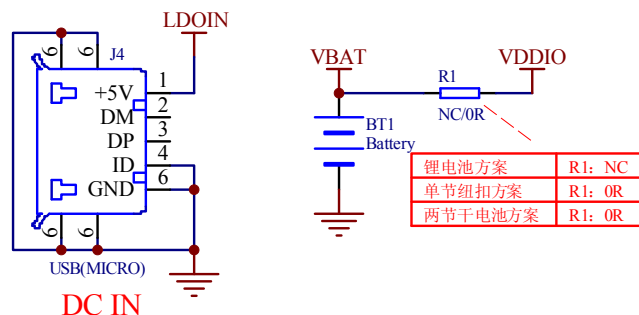 LDOIN
6 6 J4
+5V 1
DM 2
DP 3
ID 4
GND 6
6 6
USB(MICRO)
DC IN
VBAT VDDIO
R1
NC/0R
BT1
Battery
锂电池方案 R1: NC
单节纽扣方案 R1: 0R
两节干电池方案 R1: 0R